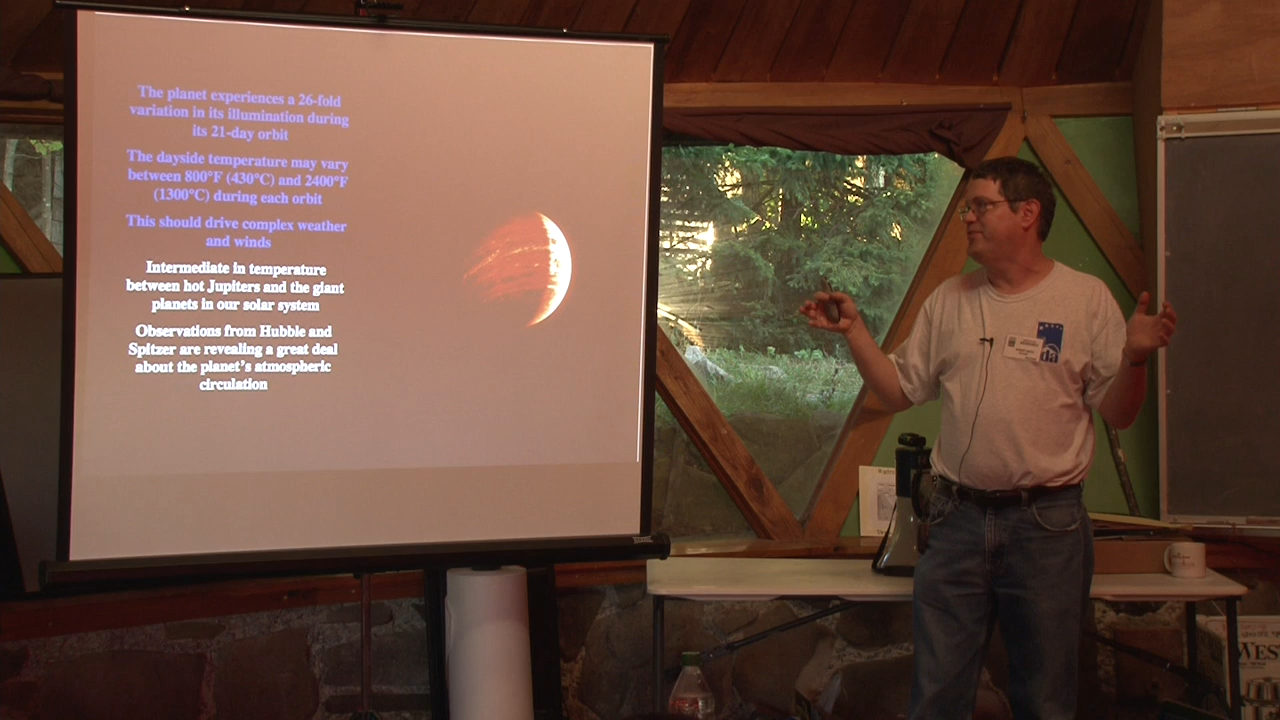 The planet experiences a 26-fold
variation in its illumination during
its 21-day orbit
The dayside temperature may vary
between 800°F (430°C) and 2400°F
(1300°C) during each orbit
This should drive complex weather
and winds
Intermediate in temperature
between hot Jupiters and the giant
planets in our solar system
Observations from Hubble and
Spitzer are revealing a great deal
about the planet's atmospheric
circulation